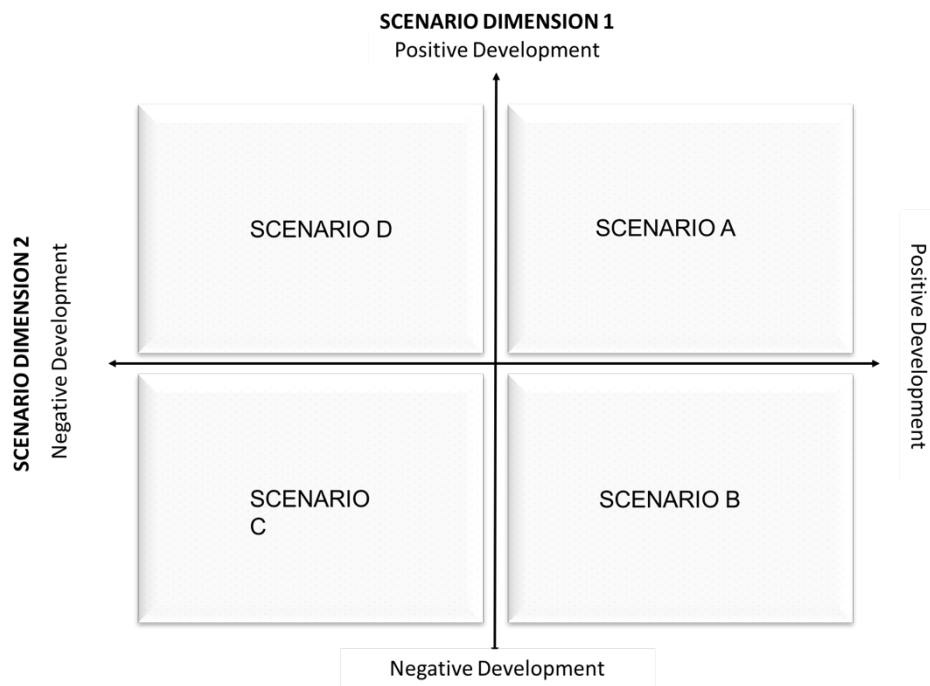 SCENARIO DIMENSION 1
Positive Development
SCENARIO D
SCENARIO A
SCENARIO DIMENSION 2
Negative Development
Positive Development
SCENARIO
C
SCENARIO B
Negative Development